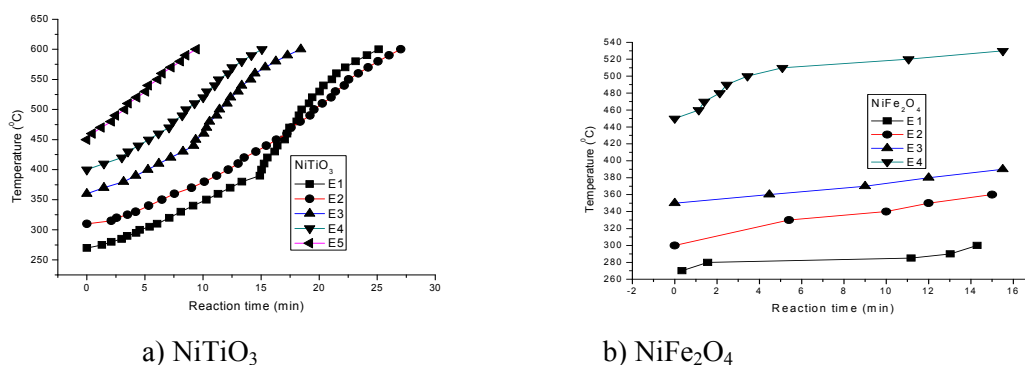 650
600
550
500
450
400
350
300
250
Temperature (⁰C)
NiTiO₃
E1
E2
E3
E4
E5
0 5 10 15 20 25 30
Reaction time (min)
a) NiTiO₃
540
520
500
480
460
440
420
400
380
360
340
320
300
280
260
Temperature (⁰C)
NiFe₂O₄
E1
E2
E3
E4
-2 0 2 4 6 8 10 12 14 16
Reaction time (min)
b) NiFe₂O₄